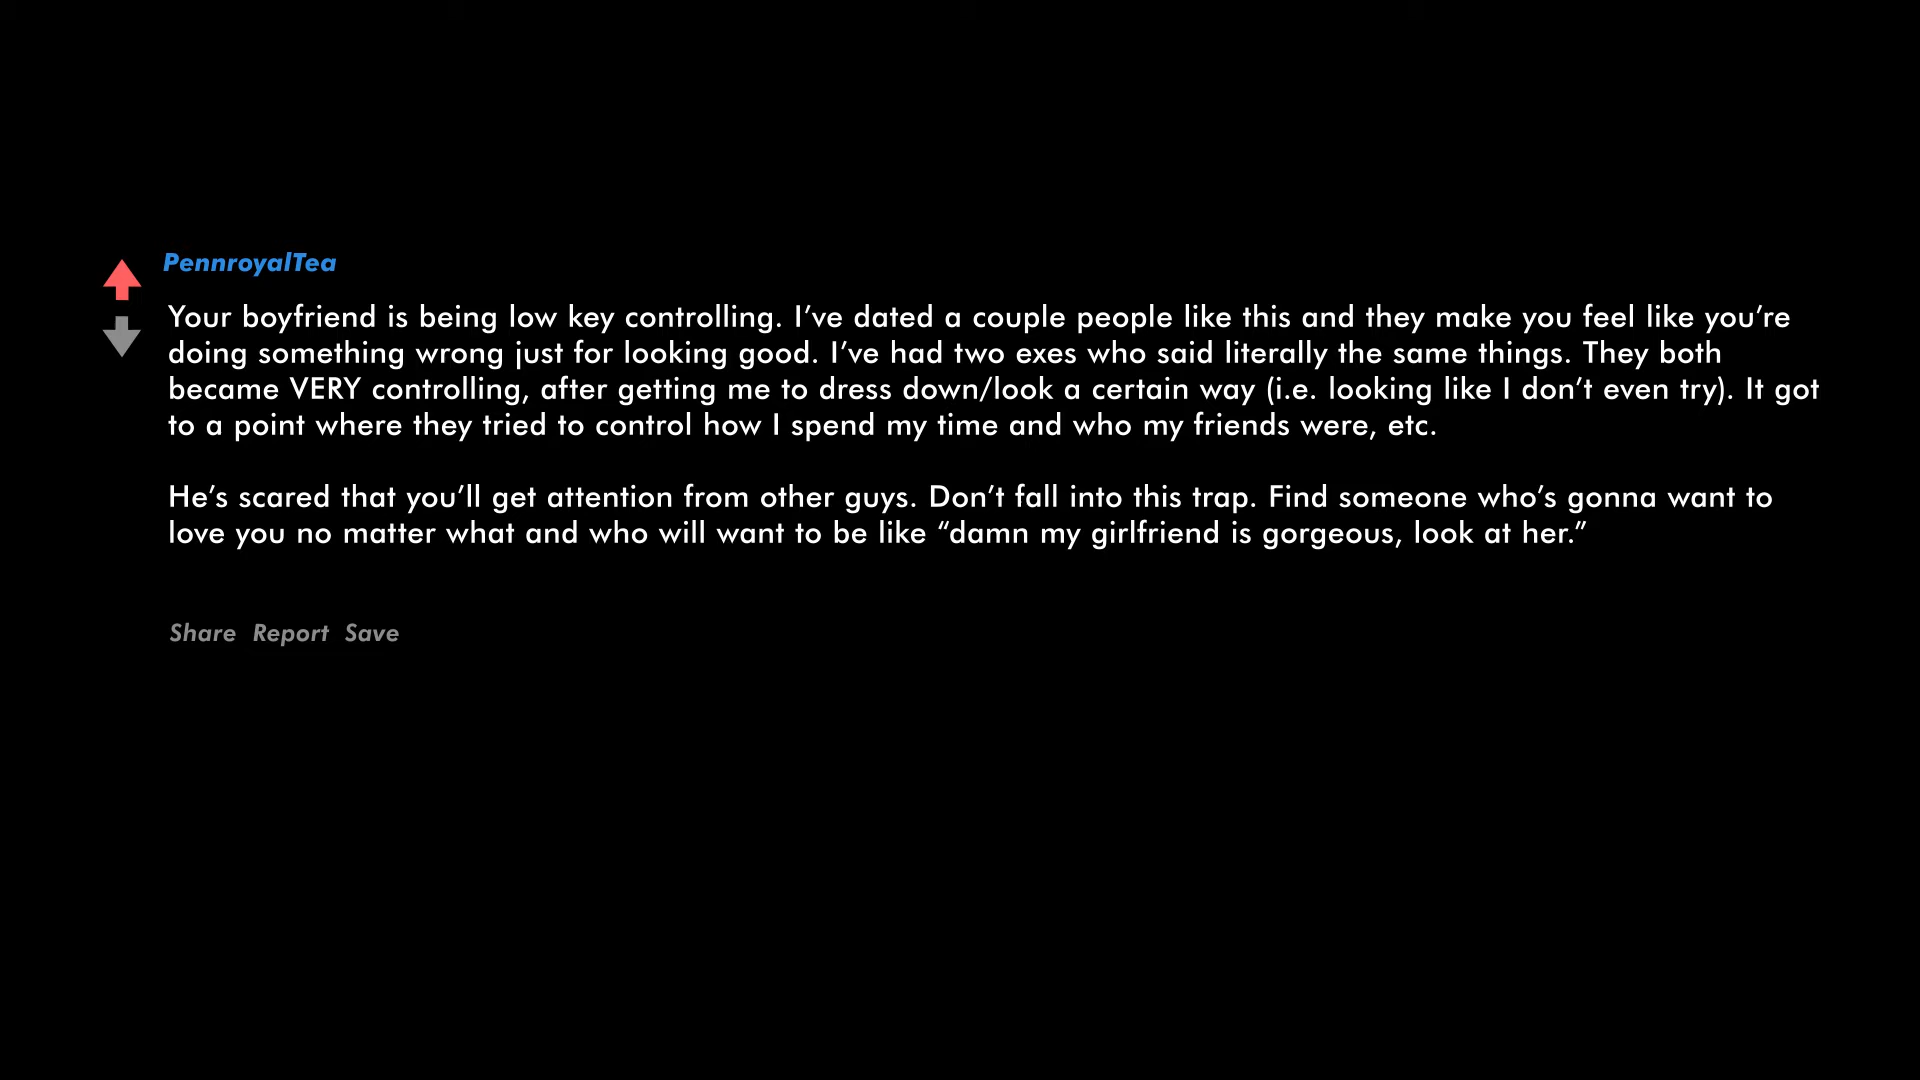 PennroyalTea
Your boyfriend is being low key controlling. I’ve dated a couple people like this and they make you feel like you’re
doing something wrong just for looking good. I’ve had two exes who said literally the same things. They both
became VERY controlling, after getting me to dress down/look a certain way (i.e. looking like I don’t even try). It got
to a point where they tried to control how I spend my time and who my friends were, etc.
He’s scared that you’ll get attention from other guys. Don’t fall into this trap. Find someone who’s gonna want to
love you no matter what and who will want to be like “damn my girlfriend is gorgeous, look at her.”
Share Report Save